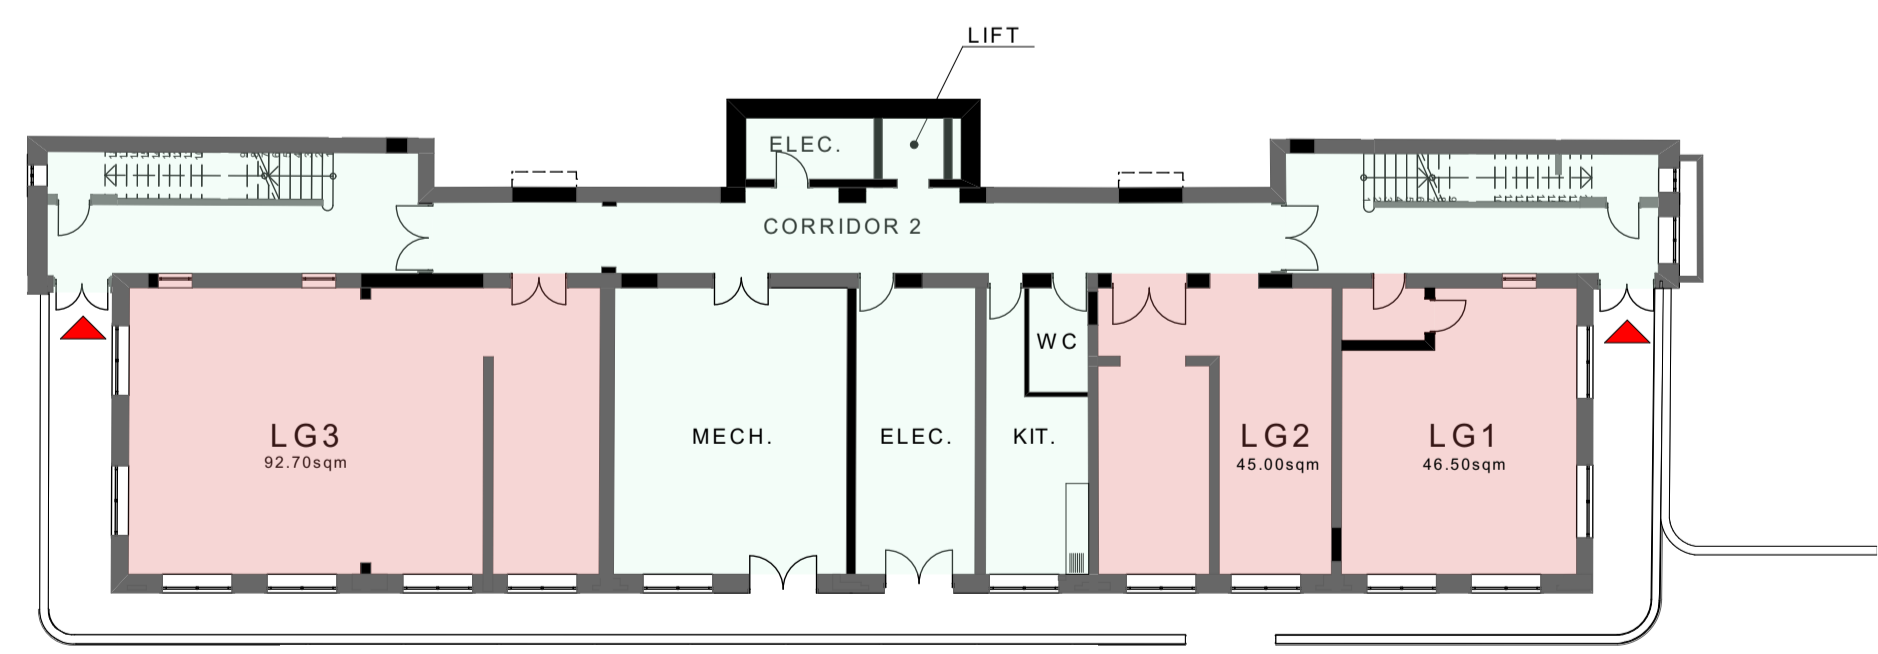 LIFT
ELEC.
CORRIDOR 2
WC
LG3
92.70sqm
MECH.
ELEC.
KIT.
LG2
45.00sqm
LG1
46.50sqm